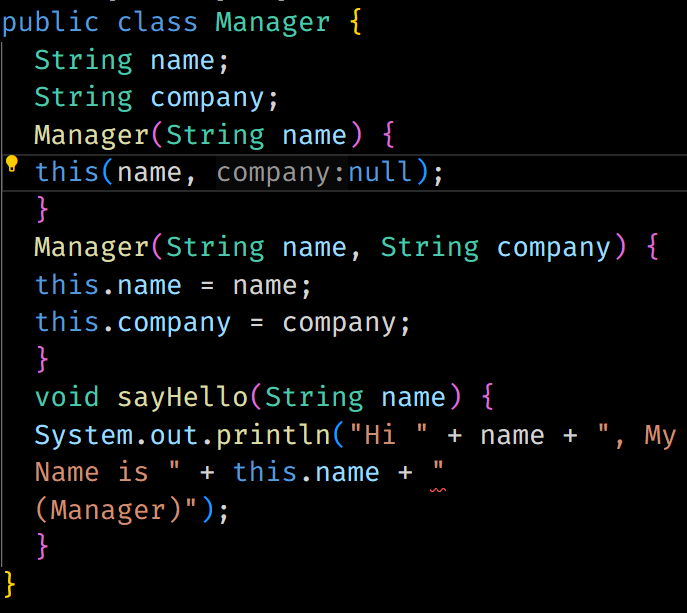 public class Manager {
String name;
String company;
Manager(String name) {
this(name, company:null);
}
Manager(String name, String company) {
this.name = name;
this.company = company;
}
void sayHello(String name) {
System.out.println("Hi " + name + ", My
Name is " + this.name + "
(Manager)");
}
}